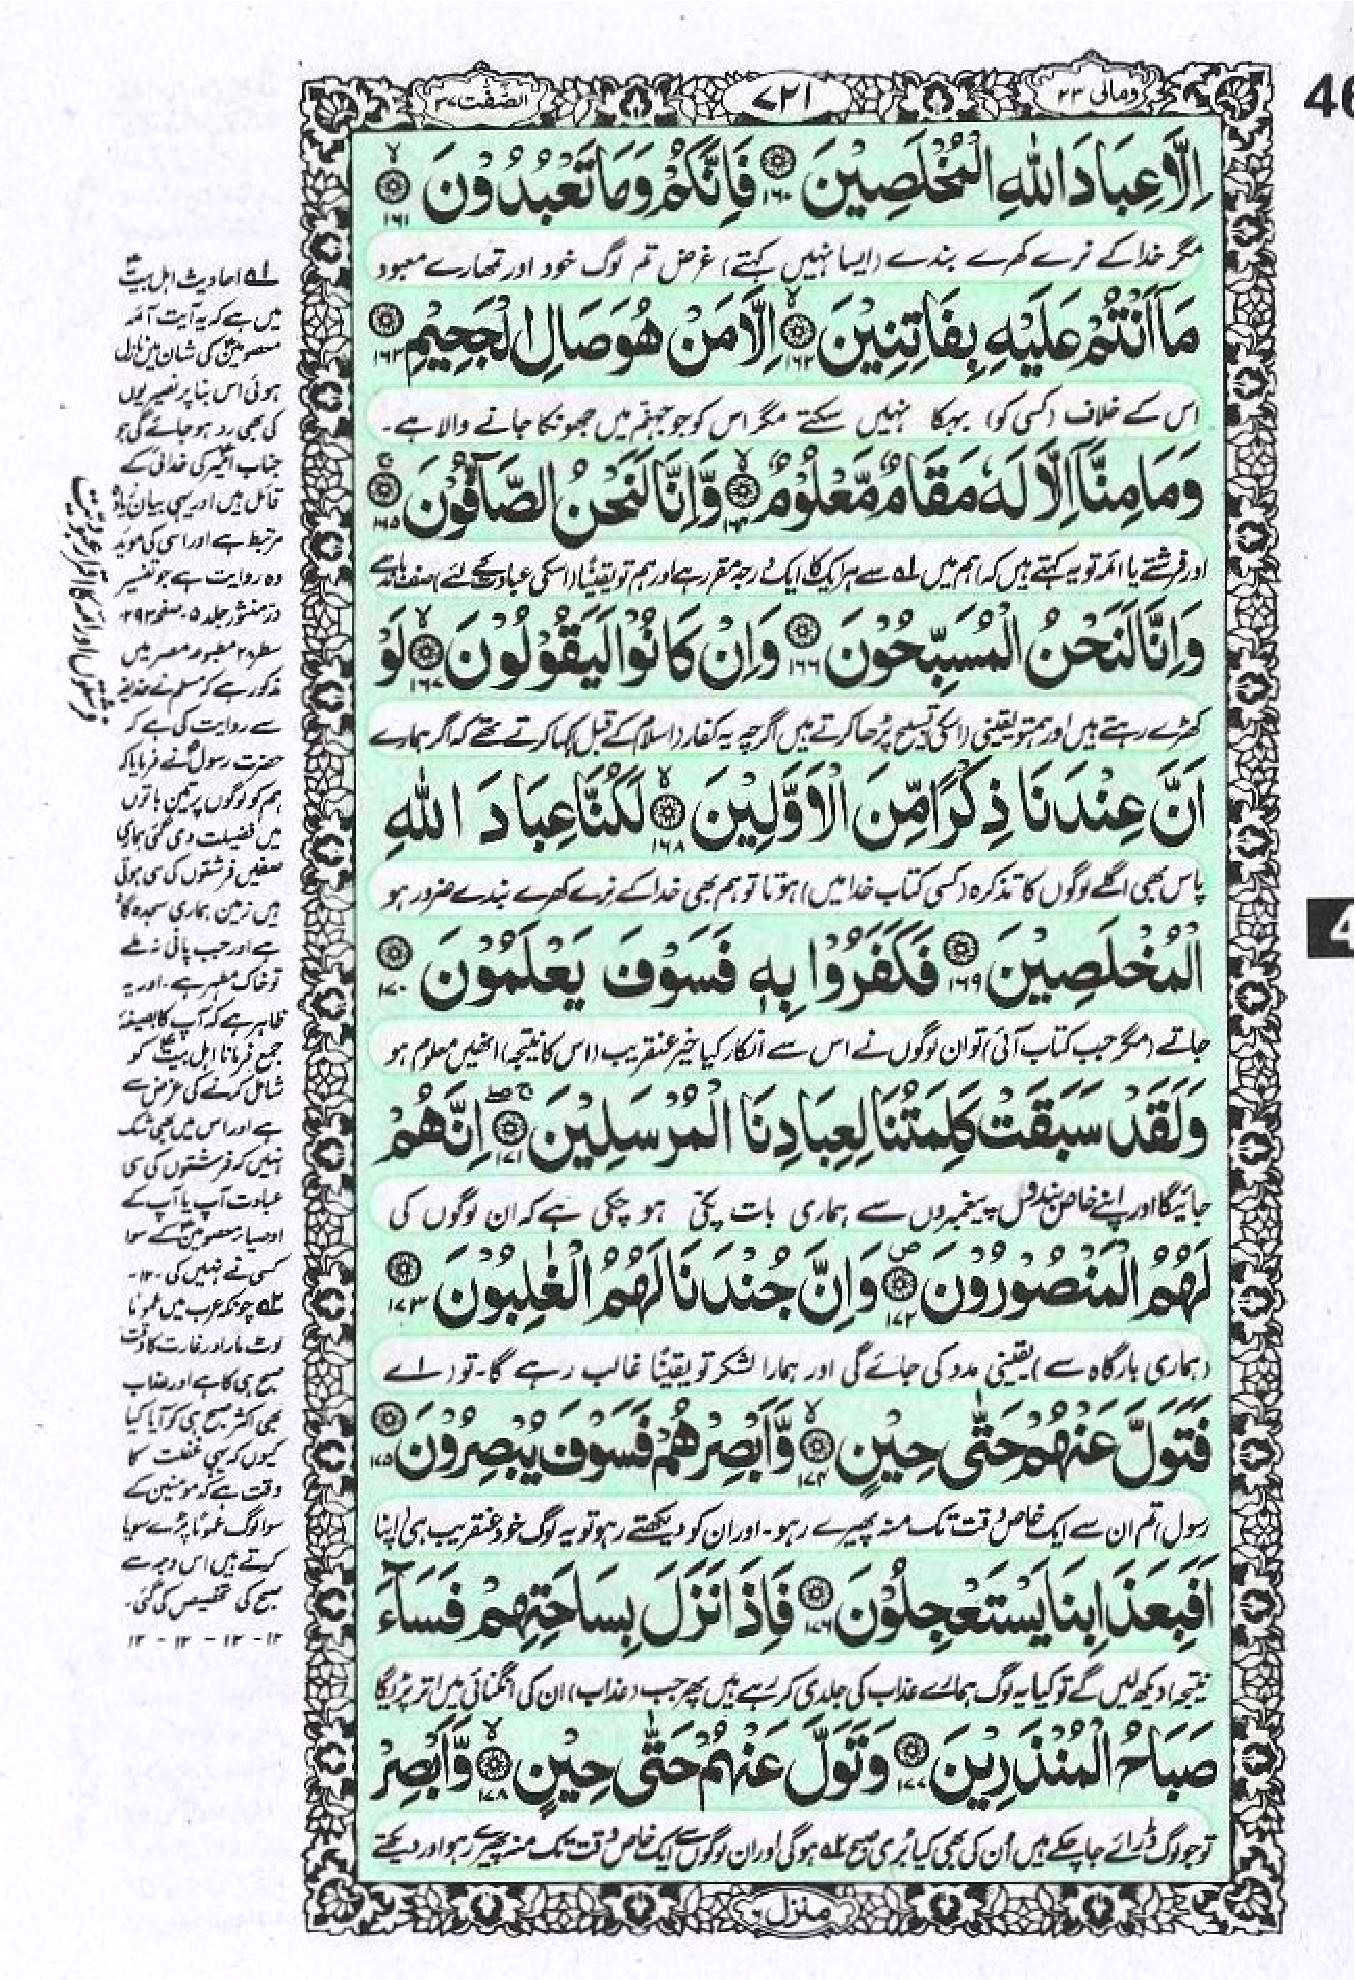 ومالی ۲۳
۷۲۱
الصّٰفّٰت ۳۷
46
اِلَّا عِبَادَ اللّٰهِ الْمُخْلَصِيْنَ ۱۶۰ فَاِنَّكُمْ وَمَا تَعْبُدُوْنَ ۱۶۱
مگر خدا کے نرے کھرے بندے (ایسا نہیں کہتے) غرض تم لوگ خود اور تمھارے معبود
مَاۤ اَنْتُمْ عَلَيْهِ بِفَاتِنِيْنَ ۱۶۲ اِلَّا مَنْ هُوَ صَالِ الْجَحِيْمِ ۱۶۳
اس کے خلاف (کسی کو) بہکا نہیں سکتے مگر اس کو جو جہنم میں جھونکا جانے والا ہے۔
وَمَا مِنَّاۤ اِلَّا لَهٗ مَقَامٌ مَّعْلُوْمٌ ۱۶۴ وَّاِنَّا لَنَحْنُ الصَّآفُّوْنَ ۱۶۵
اور فرشتے یا ائمہ تو یہ کہتے ہیں کہ ہم میں ۱ے سے ہر ایک کا ایک درجہ مقرر ہے اور ہم تو یقیناً (اسکی عبادت کے لئے) صف باندھے
وَاِنَّا لَنَحْنُ الْمُسَبِّحُوْنَ ۱۶۶ وَاِنْ كَانُوْا لَيَقُوْلُوْنَ ۱۶۷ لَوْ
کھڑے رہتے ہیں اور ہم تو یقینی (اسکی) تسبیح پڑھا کرتے ہیں اگرچہ یہ کفار (اسلام کے قبل) کہا کرتے تھے کہ اگر ہمارے
اَنَّ عِنْدَنَا ذِكْرًا مِّنَ الْاَوَّلِيْنَ ۱۶۸ لَكُنَّا عِبَادَ اللّٰهِ
پاس بھی اگلے لوگوں کا تذکرہ (کسی کتاب خدا میں) ہوتا تو ہم بھی خدا کے نرے کھرے بندے ضرور ہو
الْمُخْلَصِيْنَ ۱۶۹ فَكَفَرُوْا بِهٖ فَسَوْفَ يَعْلَمُوْنَ ۱۷۰
جاتے (مگر جب کتاب آئی) تو ان لوگوں نے اس سے انکار کیا خیر عنقریب (اس کا نتیجہ) انھیں معلوم ہو
وَلَقَدْ سَبَقَتْ كَلِمَتُنَا لِعِبَادِنَا الْمُرْسَلِيْنَ ۱۷۱ اِنَّهُمْ
جائیگا اور اپنے خاص بندوں پیغمبروں سے ہماری بات پکی ہو چکی ہے کہ ان لوگوں کی
لَهُمُ الْمَنْصُوْرُوْنَ ۱۷۲ وَاِنَّ جُنْدَنَا لَهُمُ الْغٰلِبُوْنَ ۱۷۳
(ہماری بارگاہ سے) یقینی مدد کی جائے گی اور ہمارا لشکر تو یقیناً غالب رہے گا۔ تو (اے
فَتَوَلَّ عَنْهُمْ حَتّٰى حِيْنٍ ۱۷۴ وَّاَبْصِرْهُمْ فَسَوْفَ يُبْصِرُوْنَ ۱۷۵
رسول) تم ان سے ایک خاص وقت تک منہ پھیرے رہو۔ اور ان کو دیکھتے رہو تو یہ لوگ خود عنقریب ہی اپنا
اَفَبِعَذَابِنَا يَسْتَعْجِلُوْنَ ۱۷۶ فَاِذَا نَزَلَ بِسَاحَتِهِمْ فَسَآءَ
نتیجہ) دیکھ لیں گے تو کیا یہ لوگ ہمارے عذاب کی جلدی کر رہے ہیں پھر جب (عذاب) ان کی انگنائی میں اتر پڑیگا
صَبَاحُ الْمُنْذَرِيْنَ ۱۷۷ وَتَوَلَّ عَنْهُمْ حَتّٰى حِيْنٍ ۱۷۸ وَّاَبْصِرْ
تو جو لوگ ڈرائے جا چکے ہیں اُن کی بھی کیا بُری صبح ۲ے ہوگی اور ان لوگوں سے ایک خاص وقت تک منہ پھیرے رہو اور دیکھتے
منزل ۶
۱ے احادیث اہل بیتؑ
میں ہے کہ یہ آیت آئمہ
معصومینؑ کی شان میں نازل
ہوئی اس بنا پر نصیریوں
کی بھی رد ہو جائے گی جو
جناب امیرؑ کی خدائی کے
قائل ہیں اور یہی بیان زیادہ
مرتبط ہے اور اسی کی موید
وہ روایت ہے جو تفسیر
درّ منثور جلد ۵۔ صفحہ ۲۹۲
سطر ۲۸ مطبوعہ مصر میں
مذکور ہے کہ مسلم نے حذیفہ
سے روایت کی ہے کہ
حضرت رسولؐ نے فرمایا کہ
ہم کو لوگوں پر تین باتوں
میں فضیلت دی گئی ہماری
صفیں فرشتوں کی سی ہوتی
ہیں زمین ہماری سجدہ گاہ
ہے اور جب پانی نہ ملے
تو خاک مطہر ہے۔ اور یہ
ظاہر ہے کہ آپ کا بصیغہ
جمع فرمانا اہل بیتؑ کو
شامل کرنے کی غرض سے
ہے اور اس میں بھی شک
نہیں کہ فرشتوں کی سی
عبادت آپ یا آپ کے
اوصیاء معصومینؑ کے سوا
کسی نے نہیں کی۔ ۱۲۔
۲ے چونکہ عرب میں عموماً
لوٹ مار اور غارت کا وقت
صبح ہی کا ہے اور عذاب
بھی اکثر صبح ہی کو آیا کیا
کیوں کہ یہی غفلت کا
وقت ہے کہ مومنین کے
سوا لوگ عموماً پڑے سویا
کرتے ہیں اس وجہ سے
صبح کی تخصیص کی گئی۔
۱۲ - ۱۲ - ۱۲ - ۱۲
4